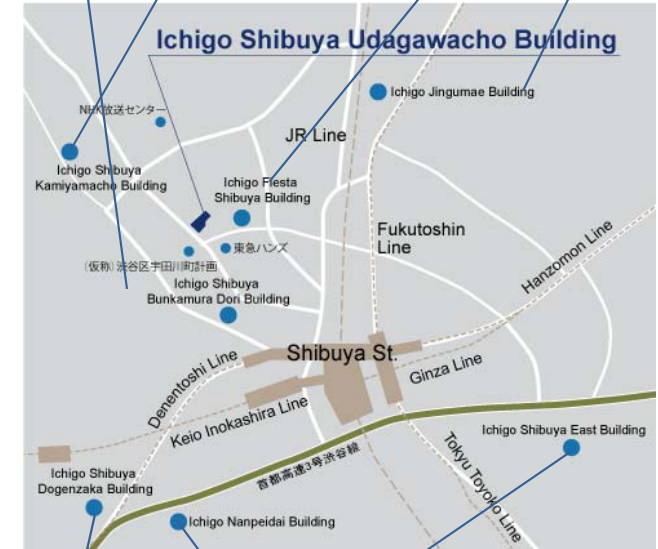 Ichigo Shibuya Udagawacho Building
Ichigo Jingumae Building
NHK放送センター
JR Line
Ichigo Shibuya
Kamiyamacho Building
Ichigo Fiesta
Shibuya Building
Fukutoshin
Line
Hanzomon Line
東急ハンズ
(仮称)渋谷区宇田川町計画
Ichigo Shibuya
Bunkamura Dori Building
Shibuya St.
Ginza Line
Denentoshi Line
Keio Inokashira Line
Ichigo Shibuya East Building
首都高速3号渋谷線
Tokyu Toyoko Line
Ichigo Shibuya
Dogenzaka Building
Ichigo Nanpeidai Building